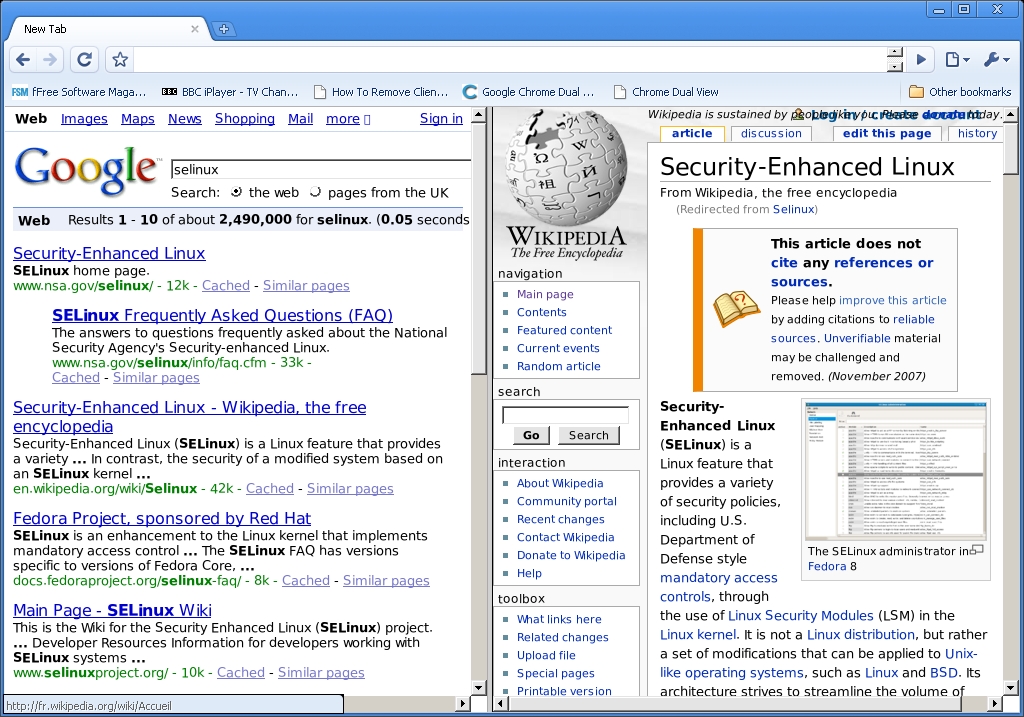 New Tab
FSM fFree Software Maga... BBC BBC iPlayer - TV Chan... How To Remove Clien... Google Chrome Dual ... Chrome Dual View Other bookmarks
Web Images Maps News Shopping Mail more Sign in
Google
selinux
Search: the web pages from the UK
Web Results 1 - 10 of about 2,490,000 for selinux. (0.05 seconds
Security-Enhanced Linux
SELinux home page.
www.nsa.gov/selinux/ - 12k - Cached - Similar pages
SELinux Frequently Asked Questions (FAQ)
The answers to questions frequently asked about the National
Security Agency's Security-enhanced Linux.
www.nsa.gov/selinux/info/faq.cfm - 33k -
Cached - Similar pages
Security-Enhanced Linux - Wikipedia, the free
encyclopedia
Security-Enhanced Linux (SELinux) is a Linux feature that provides
a variety ... In contrast, the security of a modified system based on
an SELinux kernel ...
en.wikipedia.org/wiki/Selinux - 42k - Cached - Similar pages
Fedora Project, sponsored by Red Hat
SELinux is an enhancement to the Linux kernel that implements
mandatory access control ... The SELinux FAQ has versions
specific to versions of Fedora Core, ...
docs.fedoraproject.org/selinux-faq/ - 8k - Cached - Similar pages
Main Page - SELinux Wiki
This is the Wiki for the Security Enhanced Linux (SELinux) project.
... Developer Resources Information for developers working with
SELinux systems ...
www.selinuxproject.org/ - 10k - Cached - Similar pages
http://fr.wikipedia.org/wiki/Accueil
WIKIPEDIA
The Free Encyclopedia
navigation
Main page
Contents
Featured content
Current events
Random article
search
Go Search
interaction
About Wikipedia
Community portal
Recent changes
Contact Wikipedia
Donate to Wikipedia
Help
toolbox
What links here
Related changes
Upload file
Special pages
Printable version
Wikipedia is sustained by people like you. Please donate today.
article discussion edit this page history
Security-Enhanced Linux
From Wikipedia, the free encyclopedia
(Redirected from Selinux)
This article does not
cite any references or
sources.
Please help improve this article
by adding citations to reliable
sources. Unverifiable material
may be challenged and
removed. (November 2007)
Security-
Enhanced Linux
(SELinux) is a
Linux feature that
provides a variety
of security policies,
including U.S.
Department of
Defense style
mandatory access
controls, through
the use of Linux Security Modules (LSM) in the
Linux kernel. It is not a Linux distribution, but rather
a set of modifications that can be applied to Unix-
like operating systems, such as Linux and BSD. Its
architecture strives to streamline the volume of
The SELinux administrator in
Fedora 8